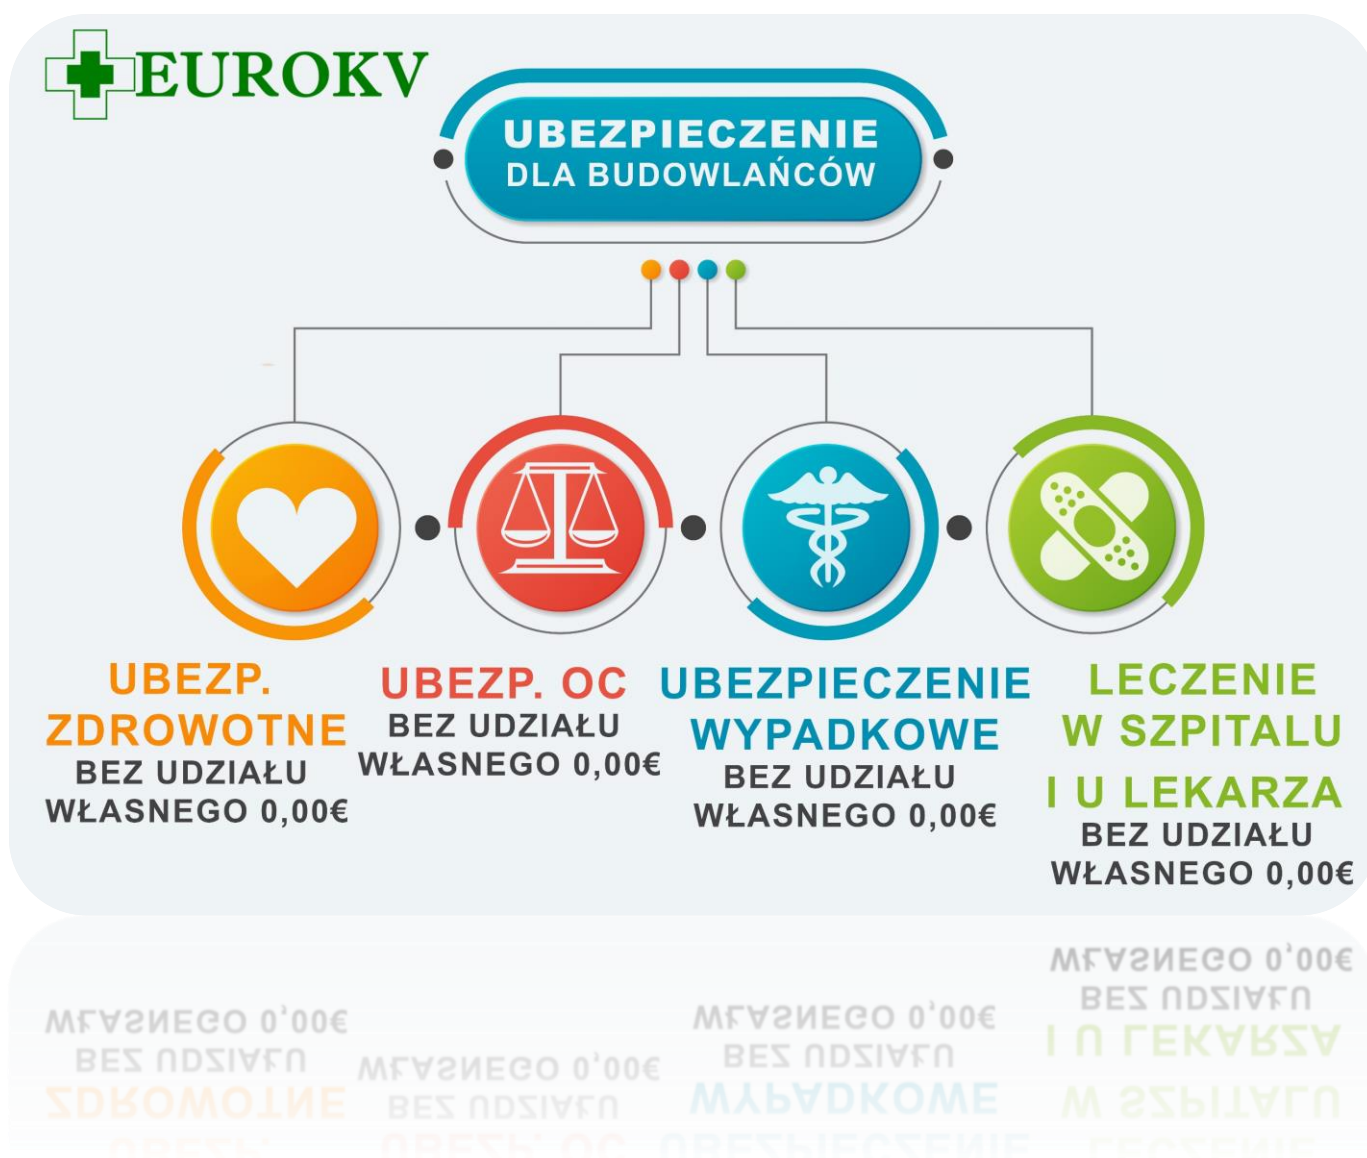 EUROKV
UBEZPIECZENIE
DLA BUDOWLAŃCÓW
UBEZP.
ZDROWOTNE
BEZ UDZIAŁU
WŁASNEGO 0,00€
UBEZP. OC
BEZ UDZIAŁU
WŁASNEGO 0,00€
UBEZPIECZENIE
WYPADKOWE
BEZ UDZIAŁU
WŁASNEGO 0,00€
LECZENIE
W SZPITALU
I U LEKARZA
BEZ UDZIAŁU
WŁASNEGO 0,00€